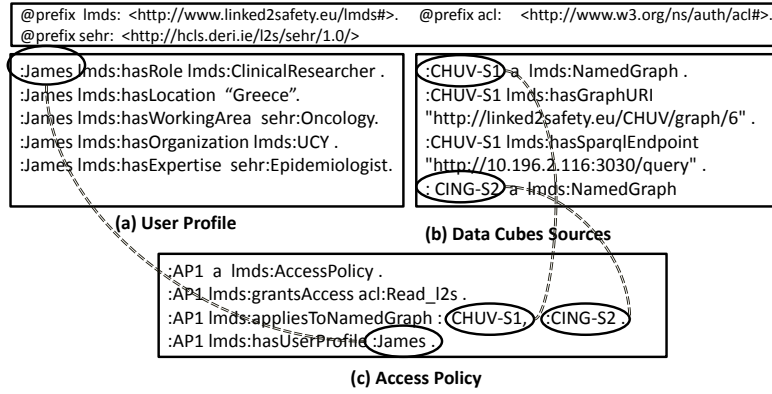 @prefix lmds: <http://www.linked2safety.eu/lmds#>. @prefix acl: <http://www.w3.org/ns/auth/acl#>.
@prefix sehr: <http://hcls.deri.ie/l2s/sehr/1.0/>
:James lmds:hasRole lmds:ClinicalResearcher .
:James lmds:hasLocation “Greece”.
:James lmds:hasWorkingArea sehr:Oncology.
:James lmds:hasOrganization lmds:UCY .
:James lmds:hasExpertise sehr:Epidemiologist.
(a) User Profile
:CHUV-S1 a lmds:NamedGraph .
:CHUV-S1 lmds:hasGraphURI
"http://linked2safety.eu/CHUV/graph/6" .
:CHUV-S1 lmds:hasSparqlEndpoint
"http://10.196.2.116:3030/query" .
: CING-S2 a lmds:NamedGraph
(b) Data Cubes Sources
:AP1 a lmds:AccessPolicy .
:AP1 lmds:grantsAccess acl:Read_l2s .
:AP1 lmds:appliesToNamedGraph : CHUV-S1, :CING-S2 .
:AP1 lmds:hasUserProfile :James .
(c) Access Policy